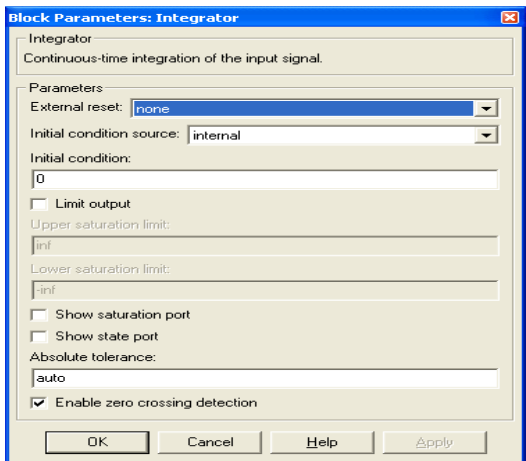 Block Parameters: Integrator
Integrator
Continuous-time integration of the input signal.
Parameters
External reset: none
Initial condition source: internal
Initial condition:
0
Limit output
Upper saturation limit:
inf
Lower saturation limit:
-inf
Show saturation port
Show state port
Absolute tolerance:
auto
Enable zero crossing detection
OK Cancel Help Apply